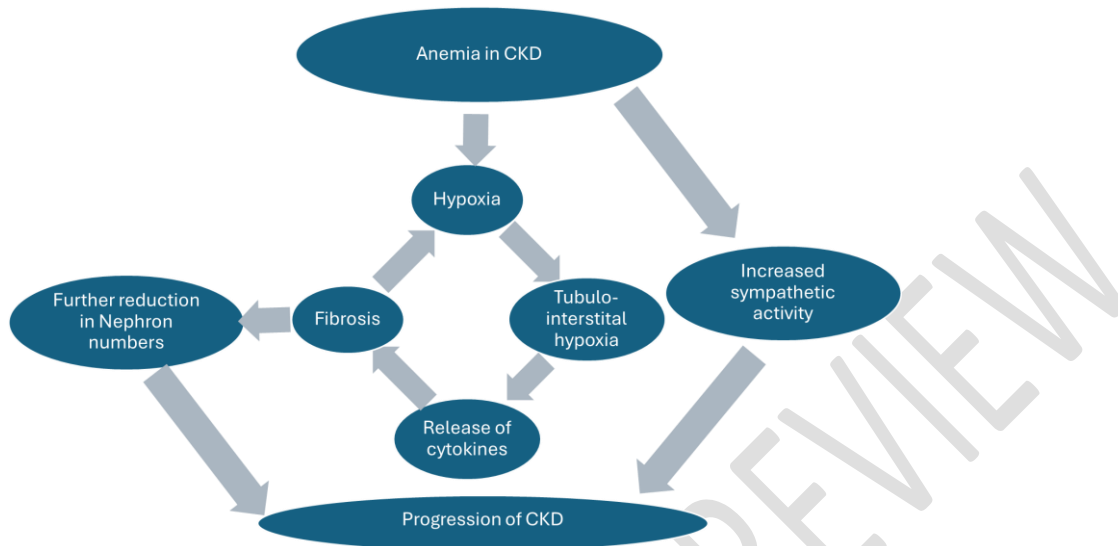 Anemia in CKD
Hypoxia
Increased
sympathetic
activity
Further reduction
in Nephron
numbers
Fibrosis
Tubulo-
interstital
hypoxia
Release of
cytokines
Progression of CKD
REVIEW